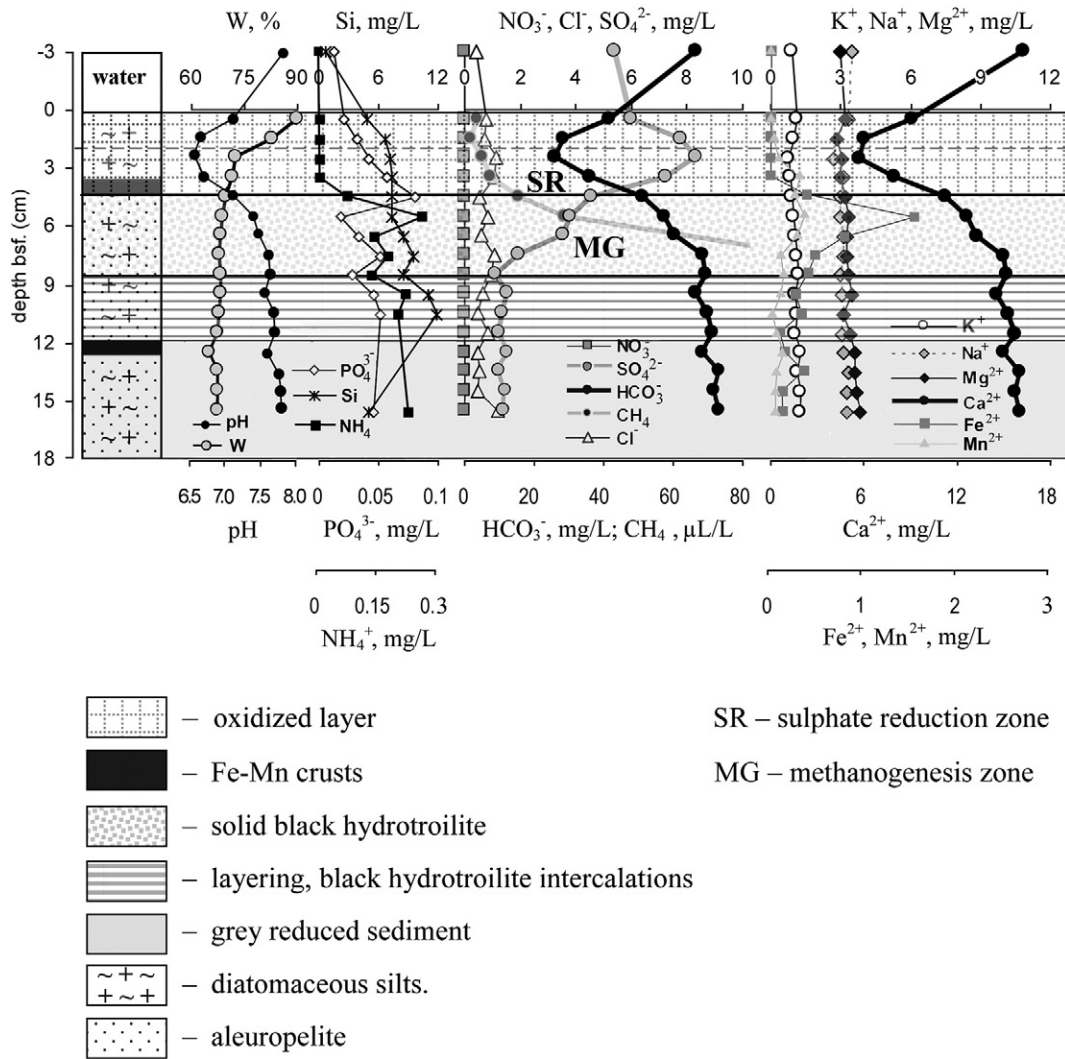 W, %
Si, mg/L
NO₃⁻, Cl⁻, SO₄²⁻, mg/L
K⁺, Na⁺, Mg²⁺, mg/L
-3
0
3
6
9
12
15
18
depth bsf. (cm)
water
~ +
+ ~
~ +
+ ~
~ +
+ ~
~ +
+ ~
60 75 90
0 6 12
0 2 4 6 8 10
0 3 6 9 12
SR
MG
pH
W
PO₄³⁻
Si
NH₄
NO₃⁻
SO₄²⁻
HCO₃⁻
CH₄
Cl⁻
K⁺
Na⁺
Mg²⁺
Ca²⁺
Fe²⁺
Mn²⁺
6.5 7.0 7.5 8.0
0 0.05 0.1
0 20 40 60 80
0 6 12 18
pH
PO₄³⁻, mg/L
HCO₃⁻, mg/L; CH₄ , µL/L
Ca²⁺, mg/L
0 0.15 0.3
NH₄⁺, mg/L
0 1 2 3
Fe²⁺, Mn²⁺, mg/L
– oxidized layer
SR – sulphate reduction zone
– Fe-Mn crusts
MG – methanogenesis zone
– solid black hydrotroilite
– layering, black hydrotroilite intercalations
– grey reduced sediment
~ + ~
+ ~ +
– diatomaceous silts.
– aleuropelite